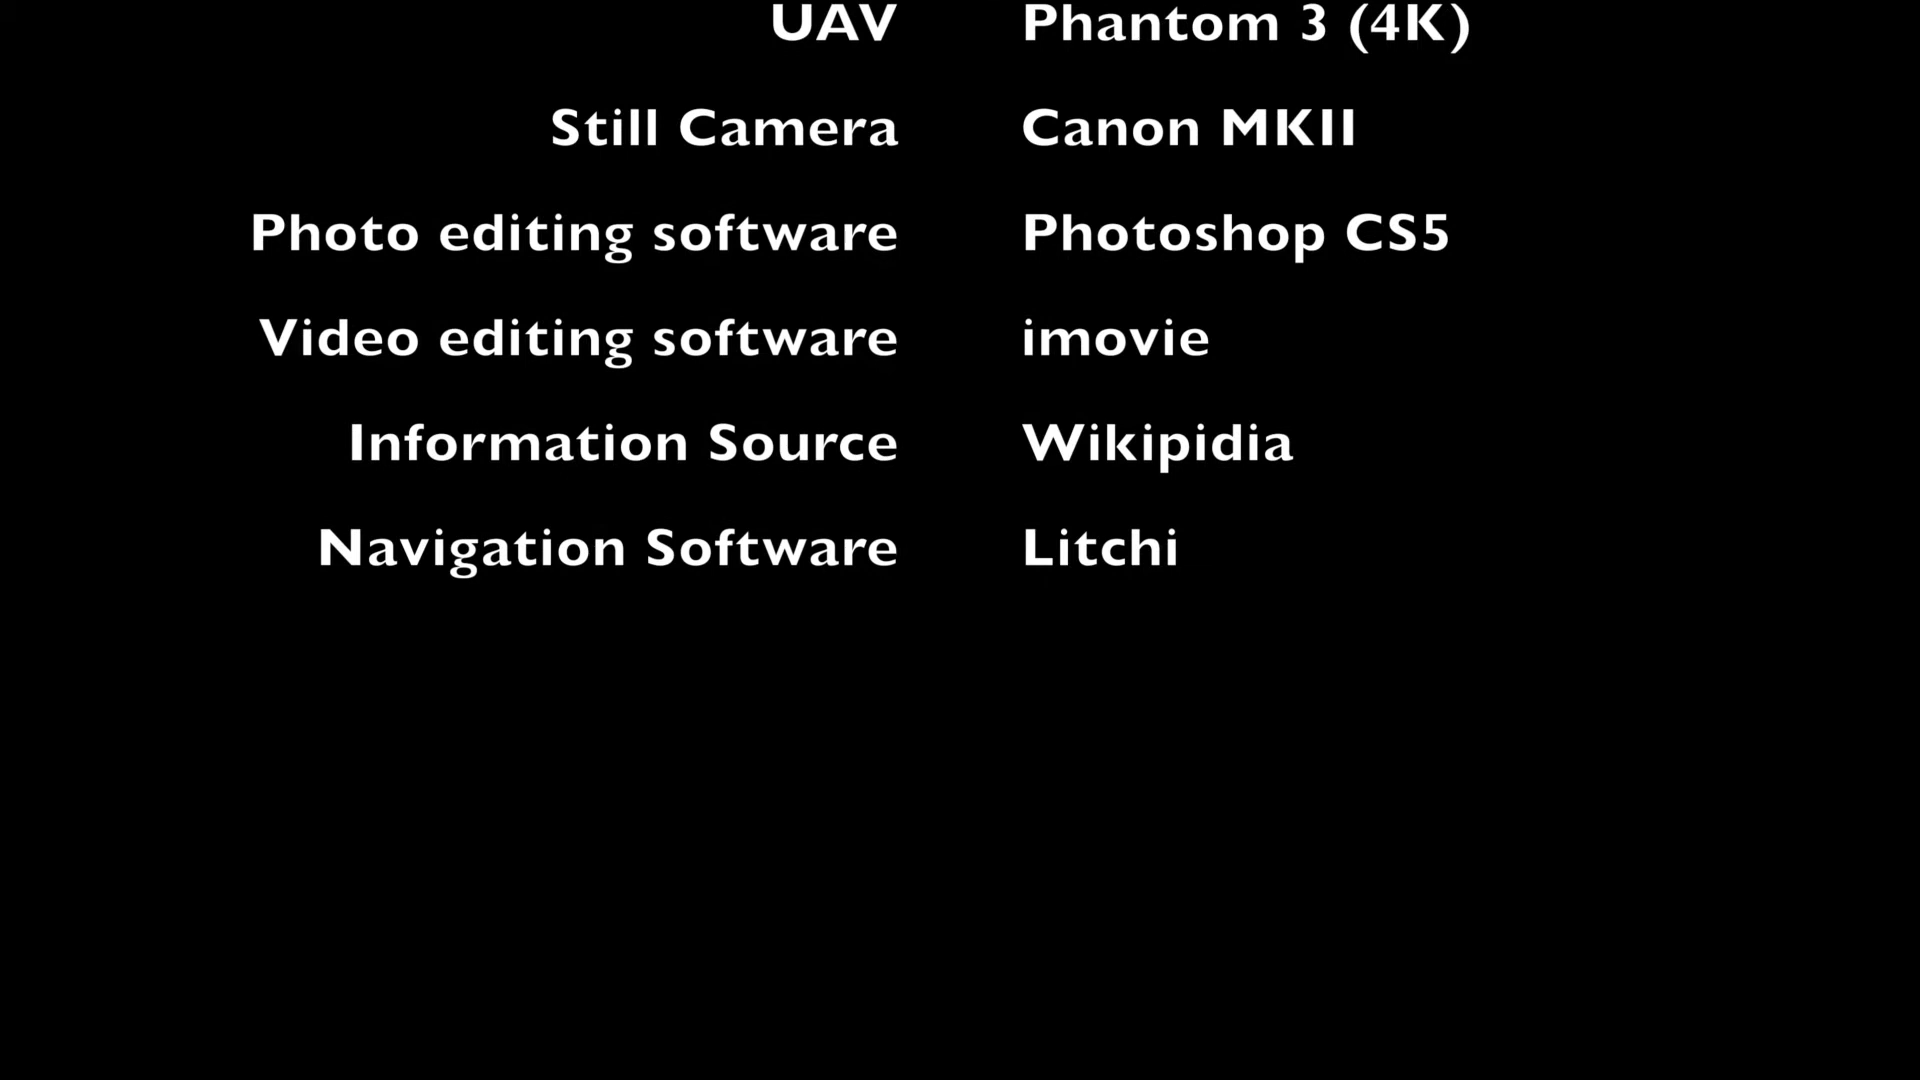 UAV Phantom 3 (4K)
Still Camera Canon MKII
Photo editing software Photoshop CS5
Video editing software imovie
Information Source Wikipidia
Navigation Software Litchi